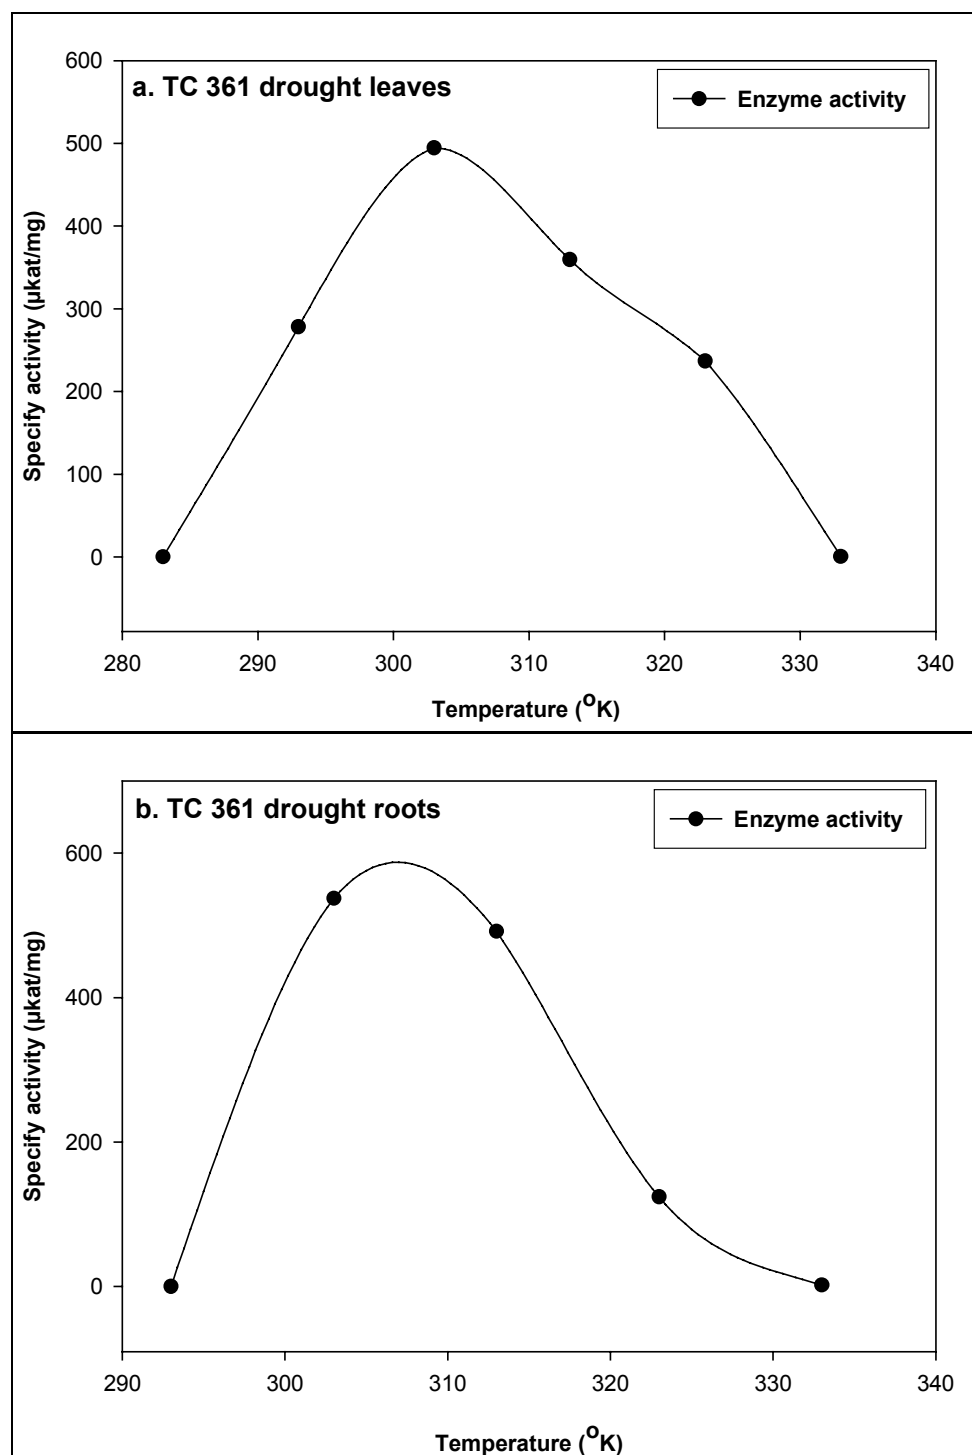 a. TC 361 drought leaves
Enzyme activity
Specify activity (µkat/mg)
600
500
400
300
200
100
0
280 290 300 310 320 330 340
Temperature (°K)
b. TC 361 drought roots
Enzyme activity
Specify activity (µkat/mg)
600
400
200
0
290 300 310 320 330 340
Temperature (°K)